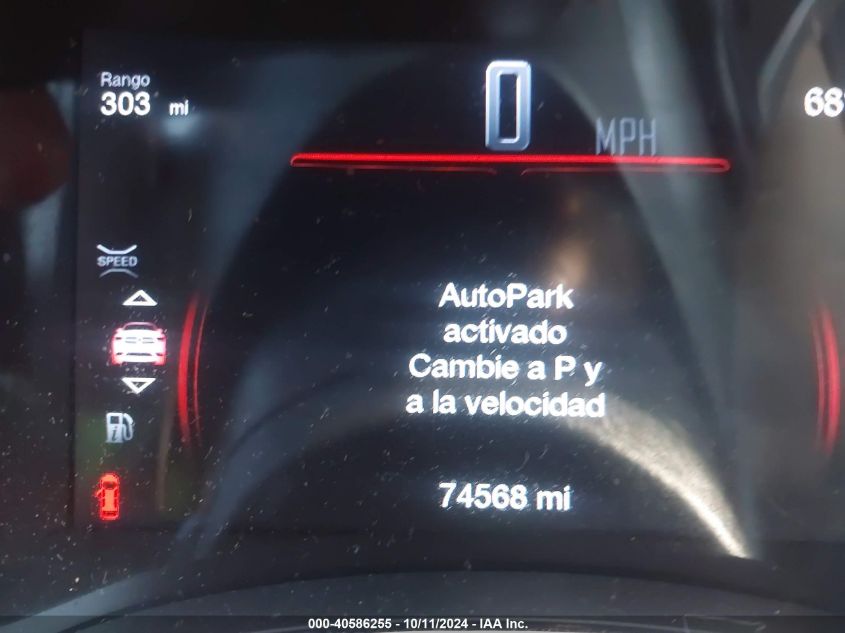 Rango
303 mi
0
MPH
SPEED
AutoPark
activado
Cambie a P y
a la velocidad
74568 mi
000-40586255 - 10/11/2024 - IAA Inc.